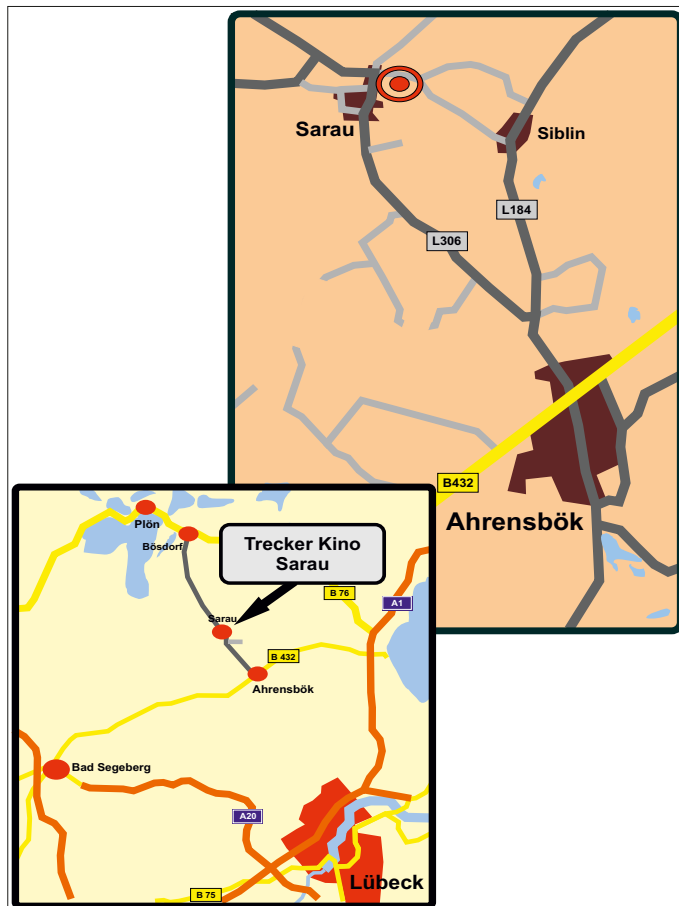 Sarau
Siblin
L184
L306
B432
Ahrensbök
Plön
Bösdorf
Trecker Kino
Sarau
B 76
A1
Sarau
B 432
Ahrensbök
Bad Segeberg
A20
Lübeck
B 75